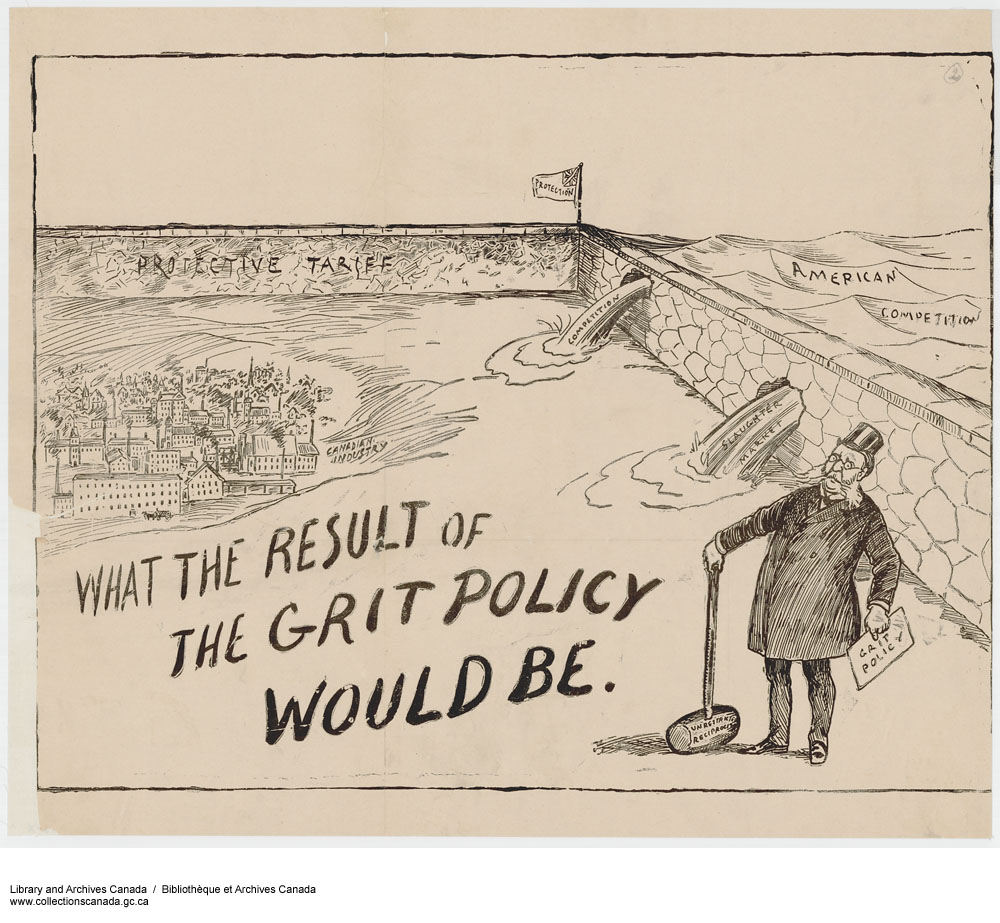 2
PROTECTION
PROTECTIVE TARIFF
AMERICAN
COMPETITION
COMPETITION
SLAUGHTER
MARKET
CANADIAN
INDUSTRY
WHAT THE RESULT OF
THE GRIT POLICY
WOULD BE.
GRIT
POLICY
UNRESTRICTED
RECIPROCITY
Library and Archives Canada / Bibliothèque et Archives Canada
www.collectionscanada.gc.ca